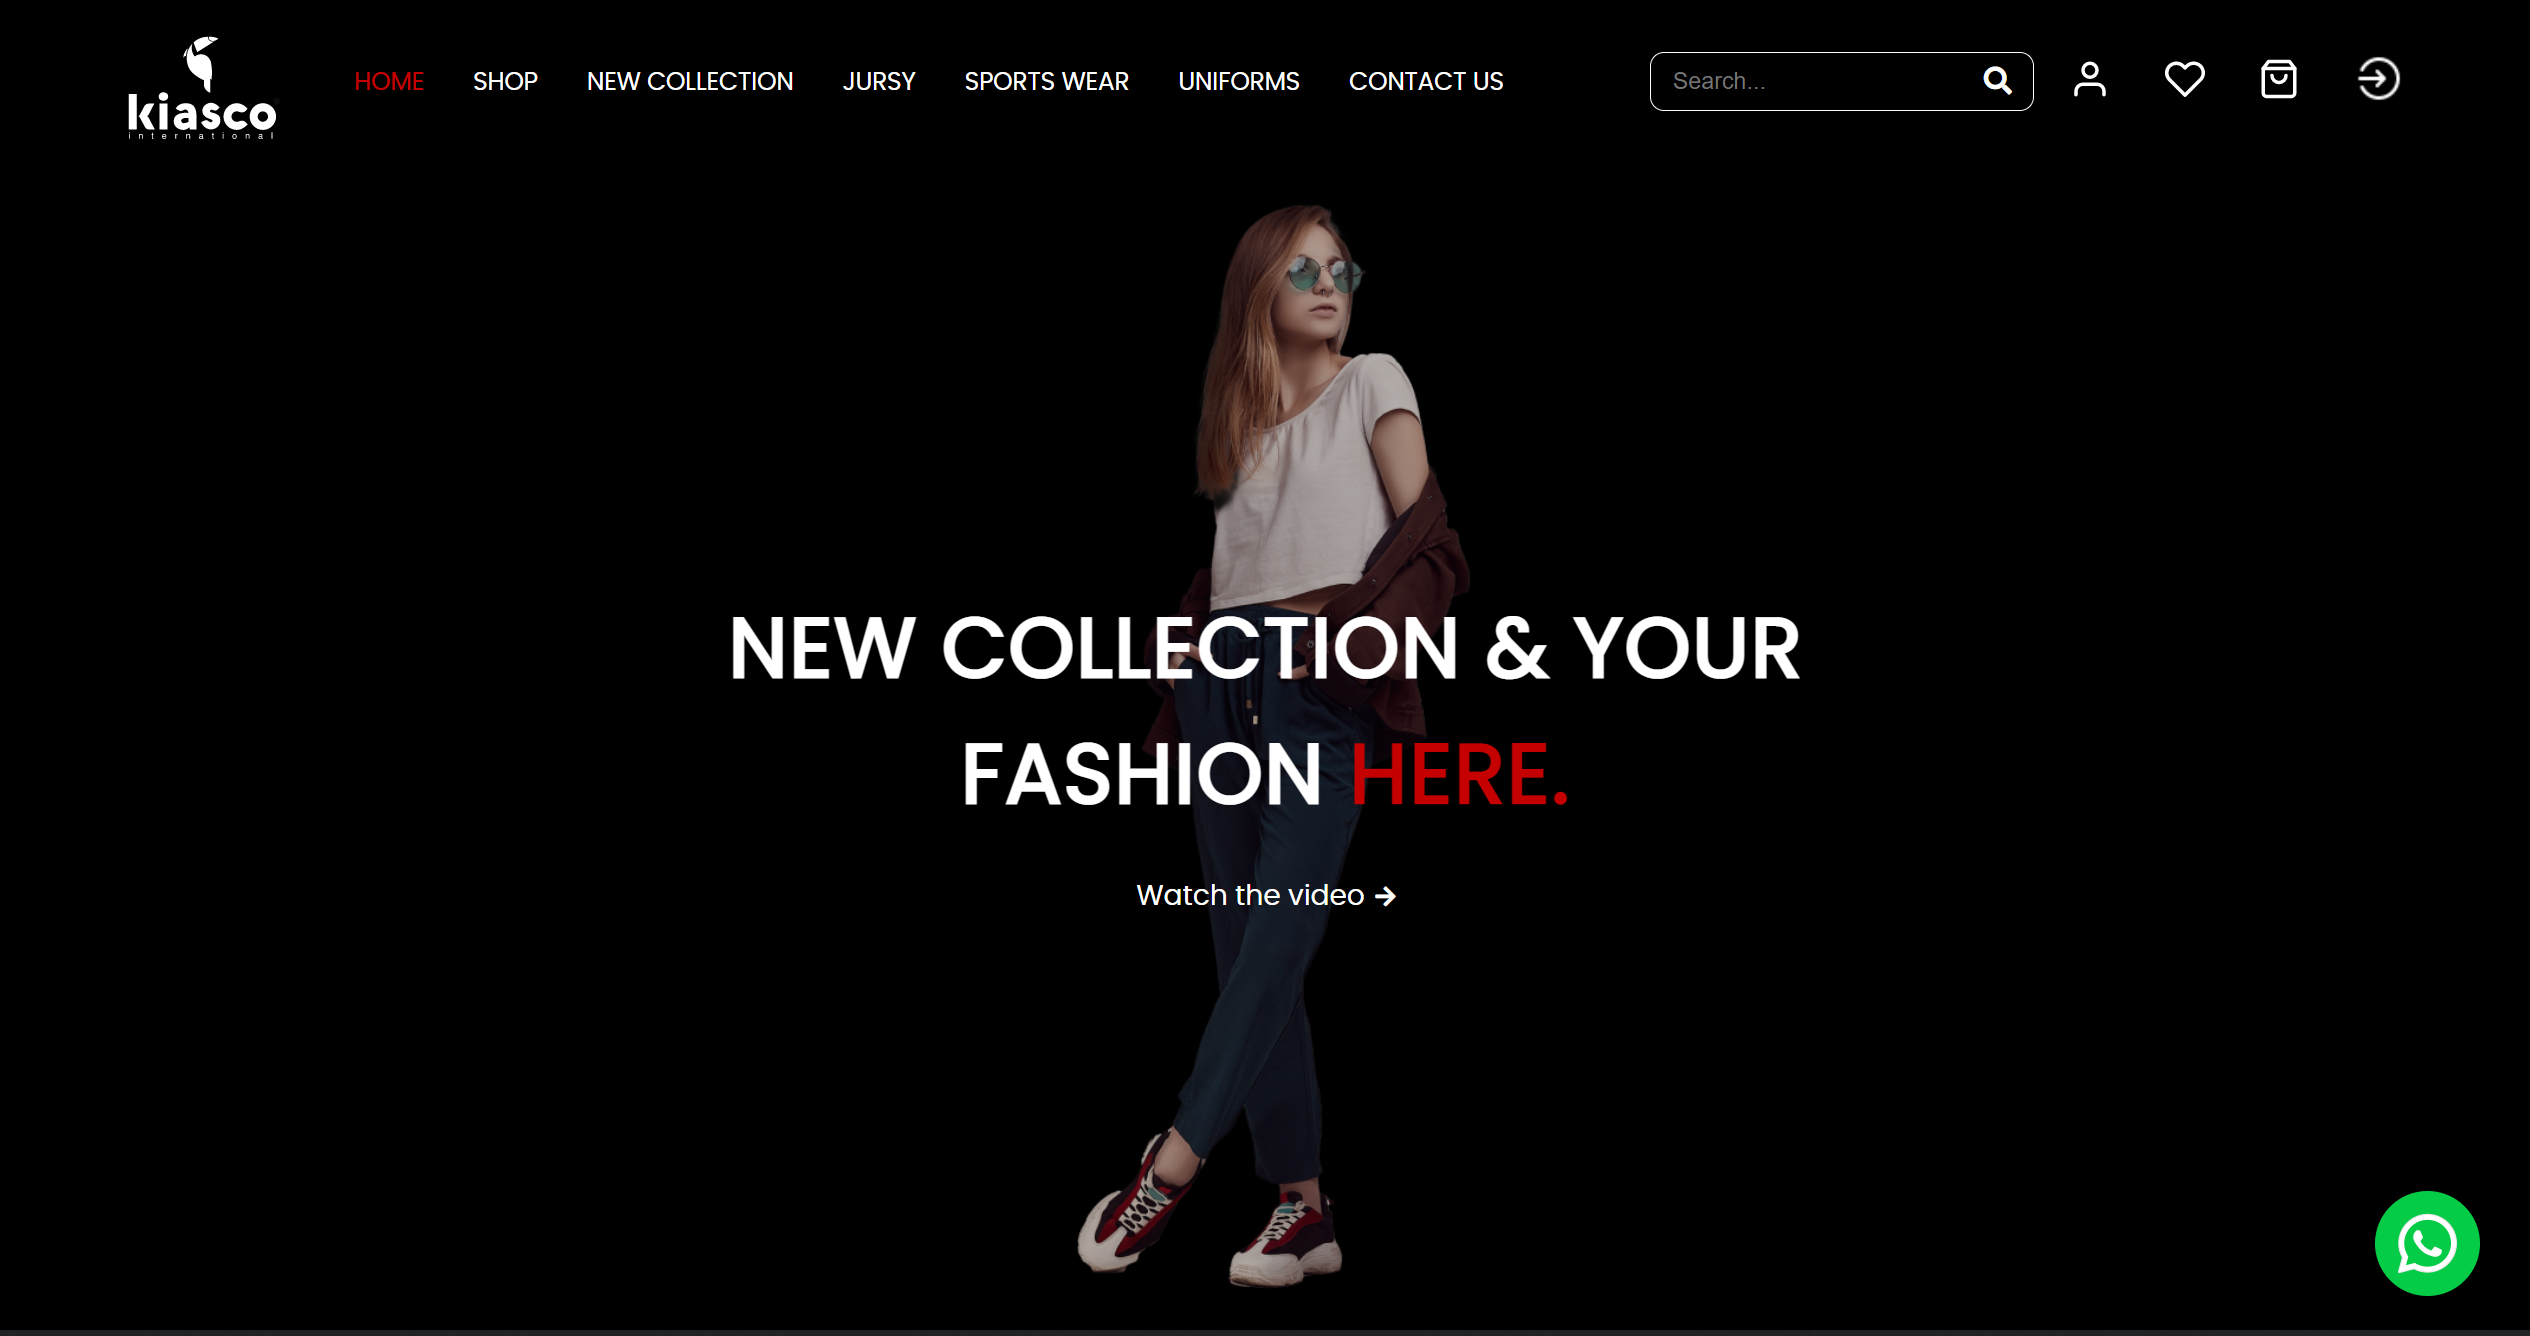 kiasco
international
HOME SHOP NEW COLLECTION JURSY SPORTS WEAR UNIFORMS CONTACT US
Search...
NEW COLLECTION & YOUR
FASHION HERE.
Watch the video